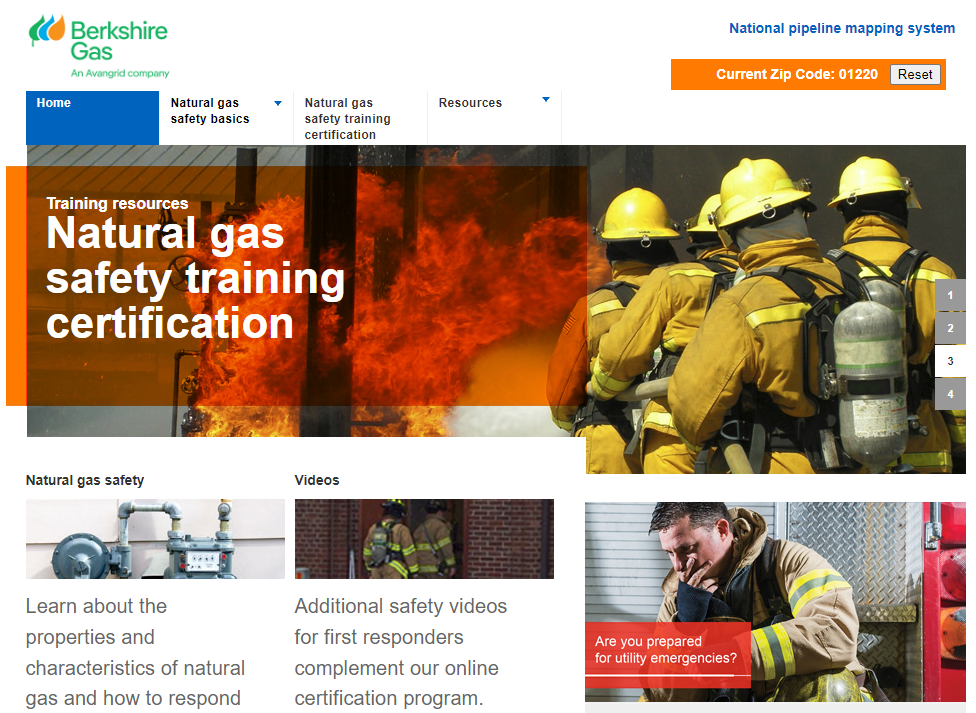 Berkshire
Gas
An Avangrid company
National pipeline mapping system
Current Zip Code: 01220 Reset
Home
Natural gas
safety basics
Natural gas
safety training
certification
Resources
Training resources
Natural gas
safety training
certification
1
2
3
4
Natural gas safety
Learn about the
properties and
characteristics of natural
gas and how to respond
Videos
Additional safety videos
for first responders
complement our online
certification program.
Are you prepared
for utility emergencies?